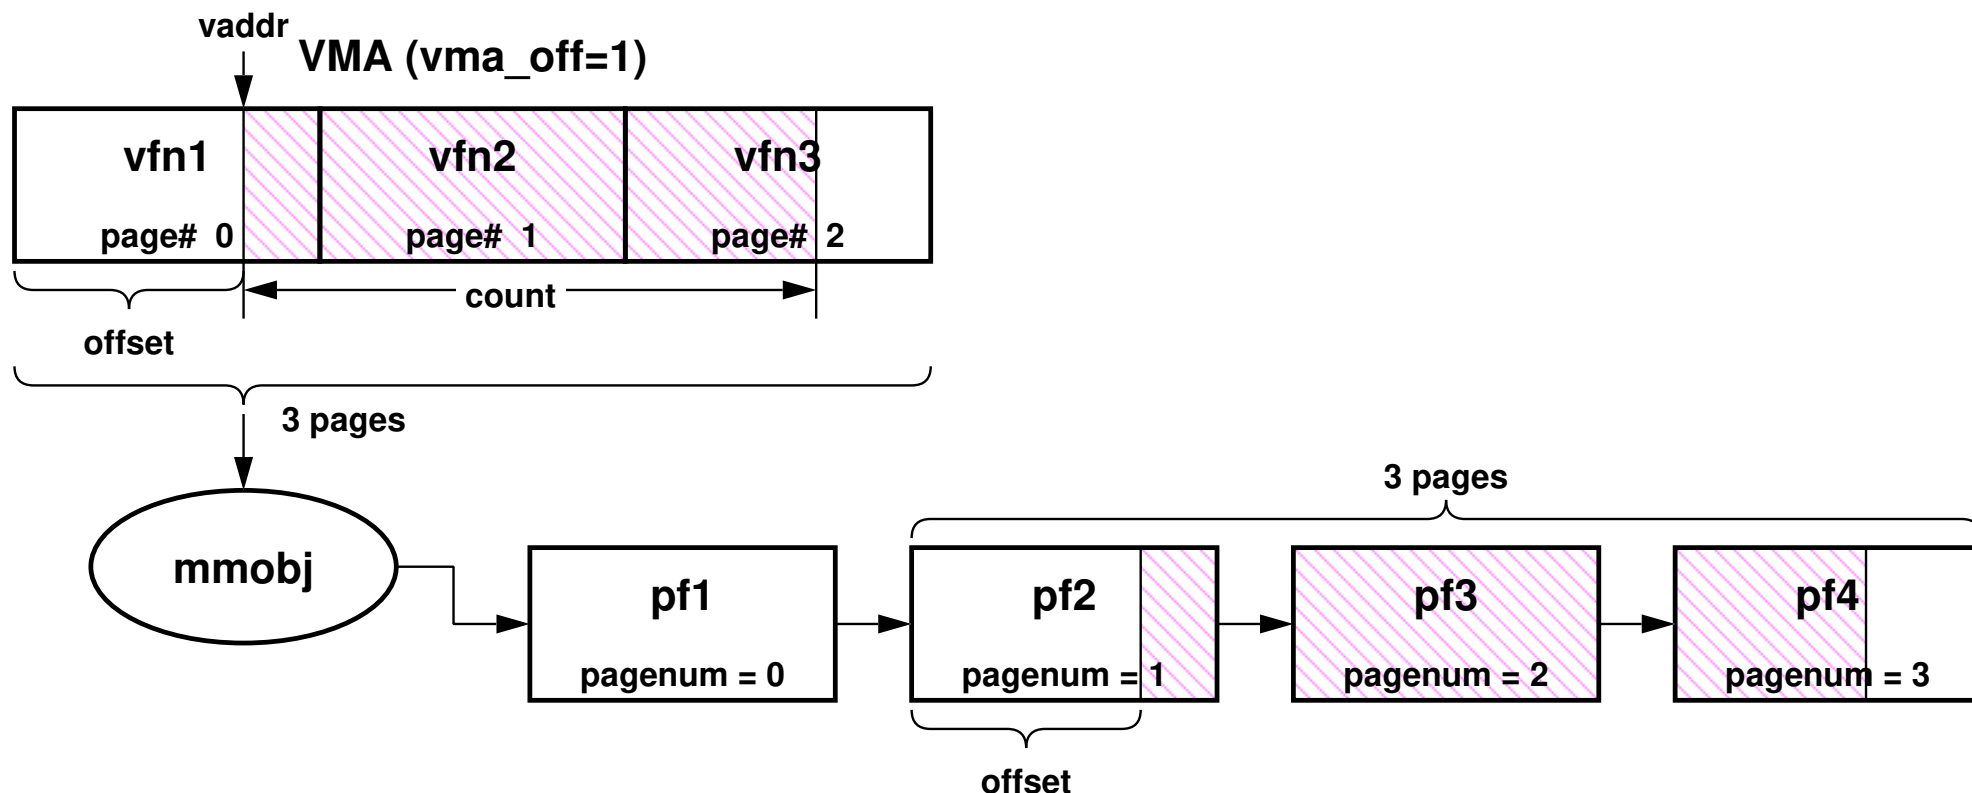 vaddr
VMA (vma_off=1)
vfn1
vfn2
vfn3
page# 0
page# 1
page# 2
count
offset
3 pages
3 pages
mmobj
pf1
pf2
pf3
pf4
pagenum = 0
pagenum = 1
pagenum = 2
pagenum = 3
offset